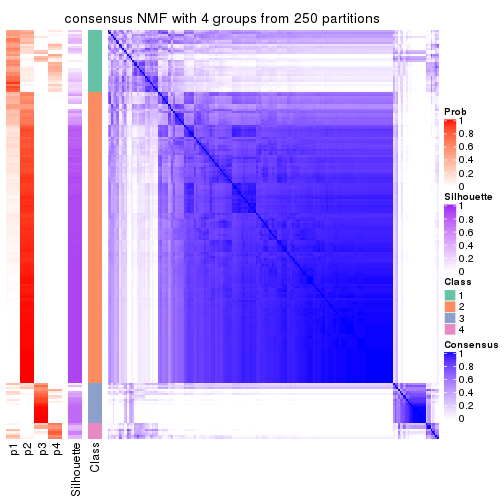 consensus NMF with 4 groups from 250 partitions
Prob
1
0.8
0.6
0.4
0.2
0
Silhouette
1
0.8
0.6
0.4
0.2
0
Class
1
2
3
4
Consensus
1
0.8
0.6
0.4
0.2
0
p1
p2
p3
p4
Silhouette
Class